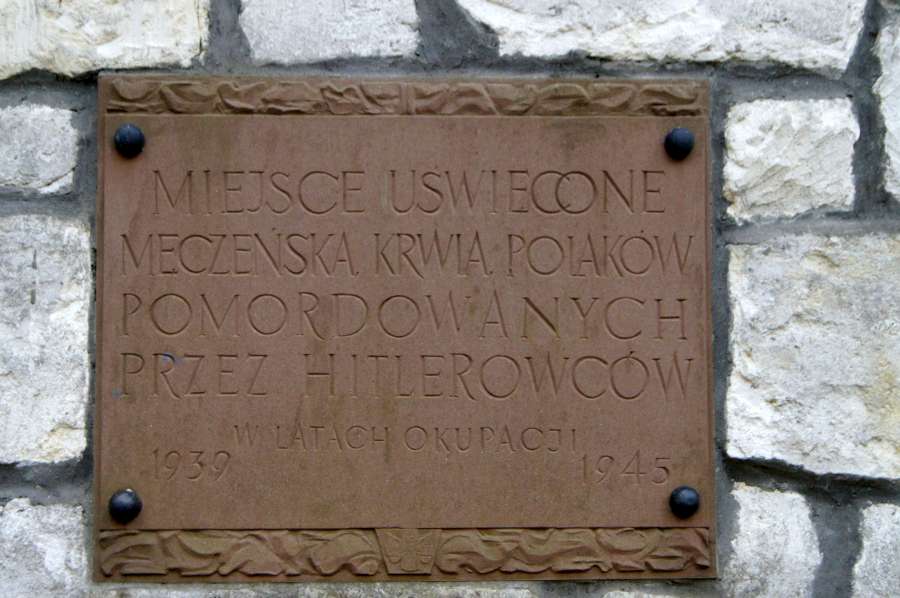 MIEJSCE UŚWIĘCONE
MĘCZEŃSKĄ KRWIĄ POLAKÓW
POMORDOWANYCH
PRZEZ HITLEROWCÓW
W LATACH OKUPACJI
1939 1945